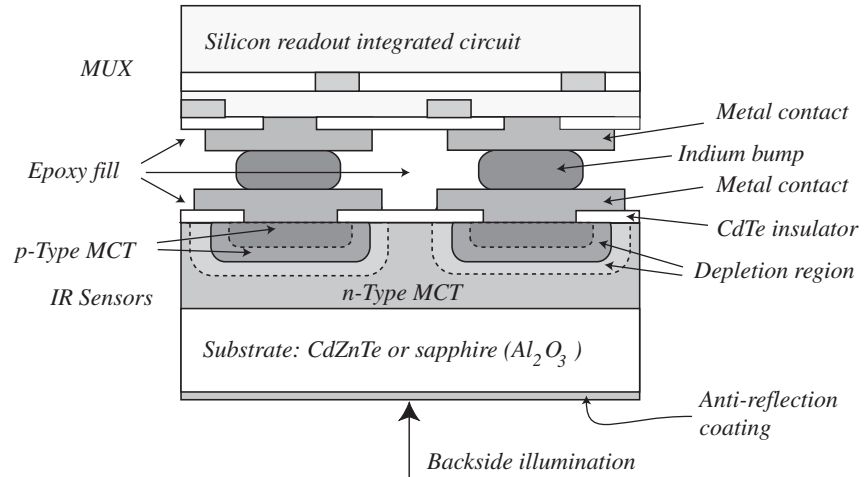 Silicon readout integrated circuit
MUX
Metal contact
Indium bump
Epoxy fill
Metal contact
CdTe insulator
p-Type MCT
Depletion region
IR Sensors
n-Type MCT
Substrate: CdZnTe or sapphire (Al2O3)
Anti-reflection
coating
Backside illumination